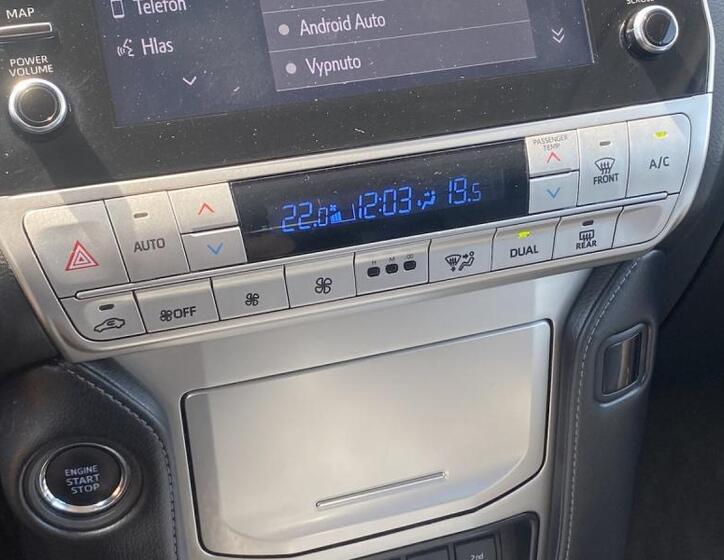 MAP
Telefon
Android Auto
SCROLL
Hlas
Vypnuto
POWER
VOLUME
PASSENGER
TEMP
FRONT
A/C
AUTO
22.0 12:03 19.5
OFF
H M
DUAL
REAR
ENGINE
START
STOP
2nd